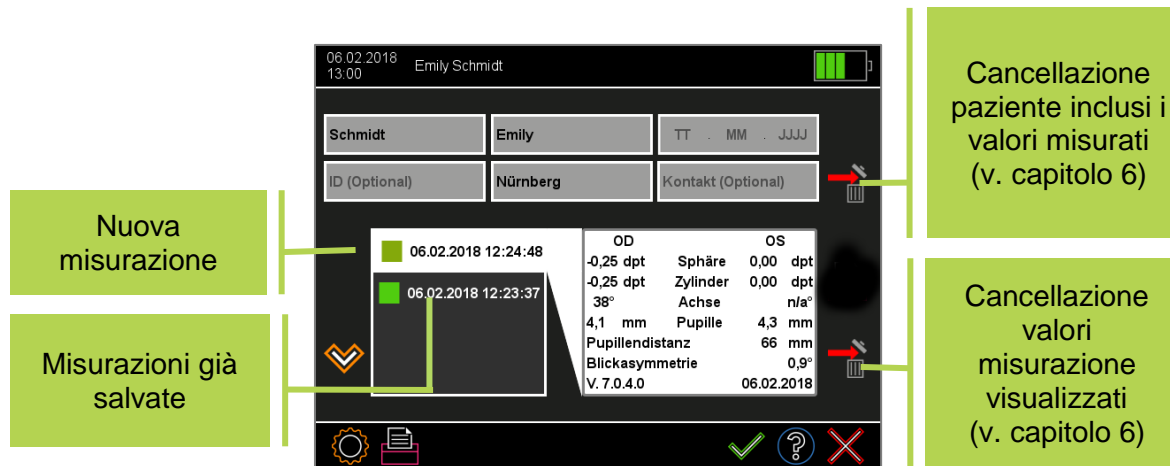 06.02.2018
13:00
Emily Schmidt
Schmidt Emily TT . MM . JJJJ
ID (Optional) Nürnberg Kontakt (Optional)
Cancellazione
paziente inclusi i
valori misurati
(v. capitolo 6)
Nuova
misurazione
Misurazioni già
salvate
06.02.2018 12:24:48
06.02.2018 12:23:37
OD OS
-0,25 dpt Sphäre 0,00 dpt
-0,25 dpt Zylinder 0,00 dpt
38° Achse n/a°
4,1 mm Pupille 4,3 mm
Pupillendistanz 66 mm
Blickasymmetrie 0,9°
V. 7.0.4.0 06.02.2018
Cancellazione
valori
misurazione
visualizzati
(v. capitolo 6)
?